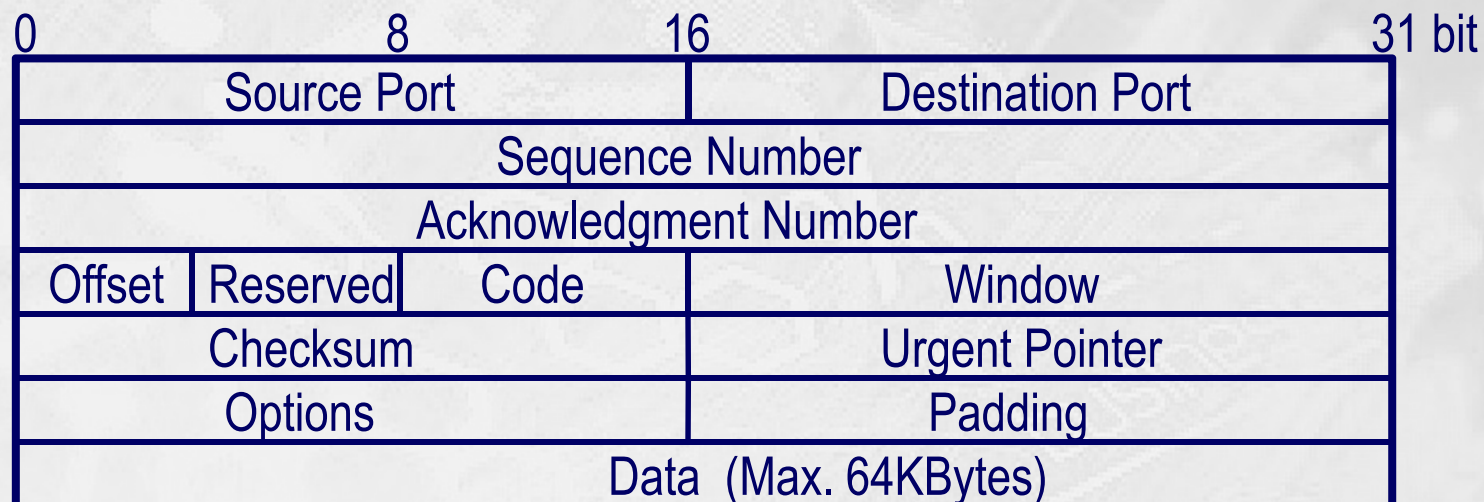 0 8 16 31 bit
Source Port Destination Port
Sequence Number
Acknowledgment Number
Offset Reserved Code Window
Checksum Urgent Pointer
Options Padding
Data (Max. 64KBytes)